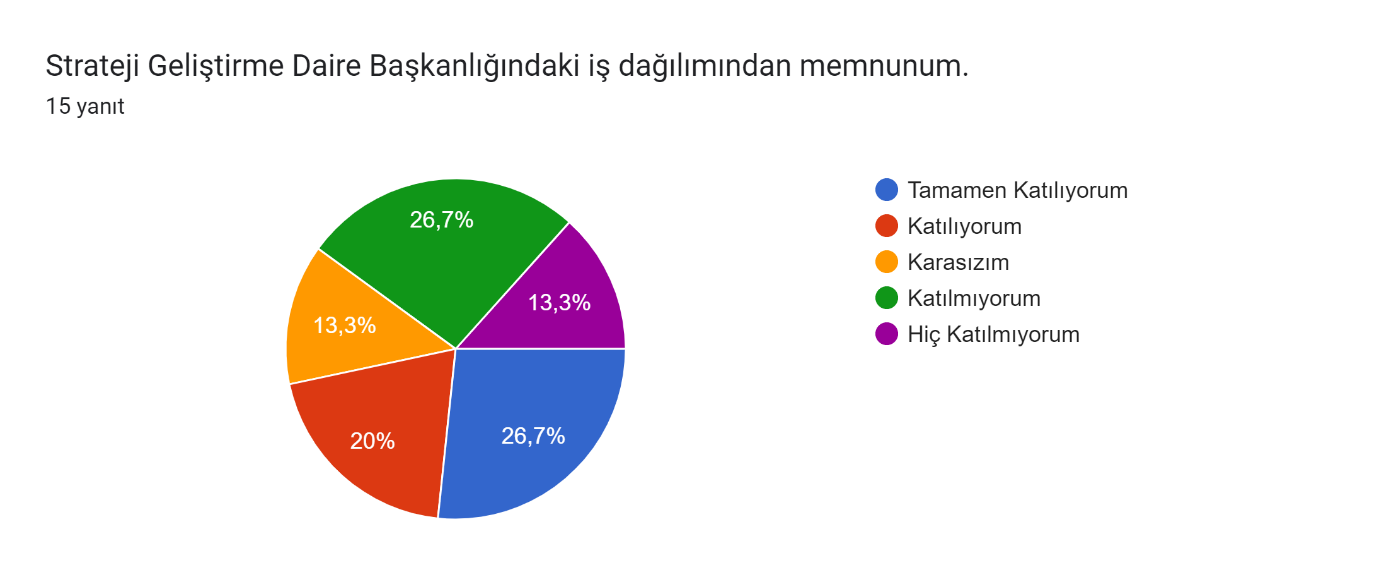 Strateji Geliştirme Daire Başkanlığındaki iş dağılımından memnunum.
15 yanıt
Tamamen Katılıyorum
Katılıyorum
Karasızım
Katılmıyorum
Hiç Katılmıyorum
26,7%
13,3%
13,3%
20%
26,7%